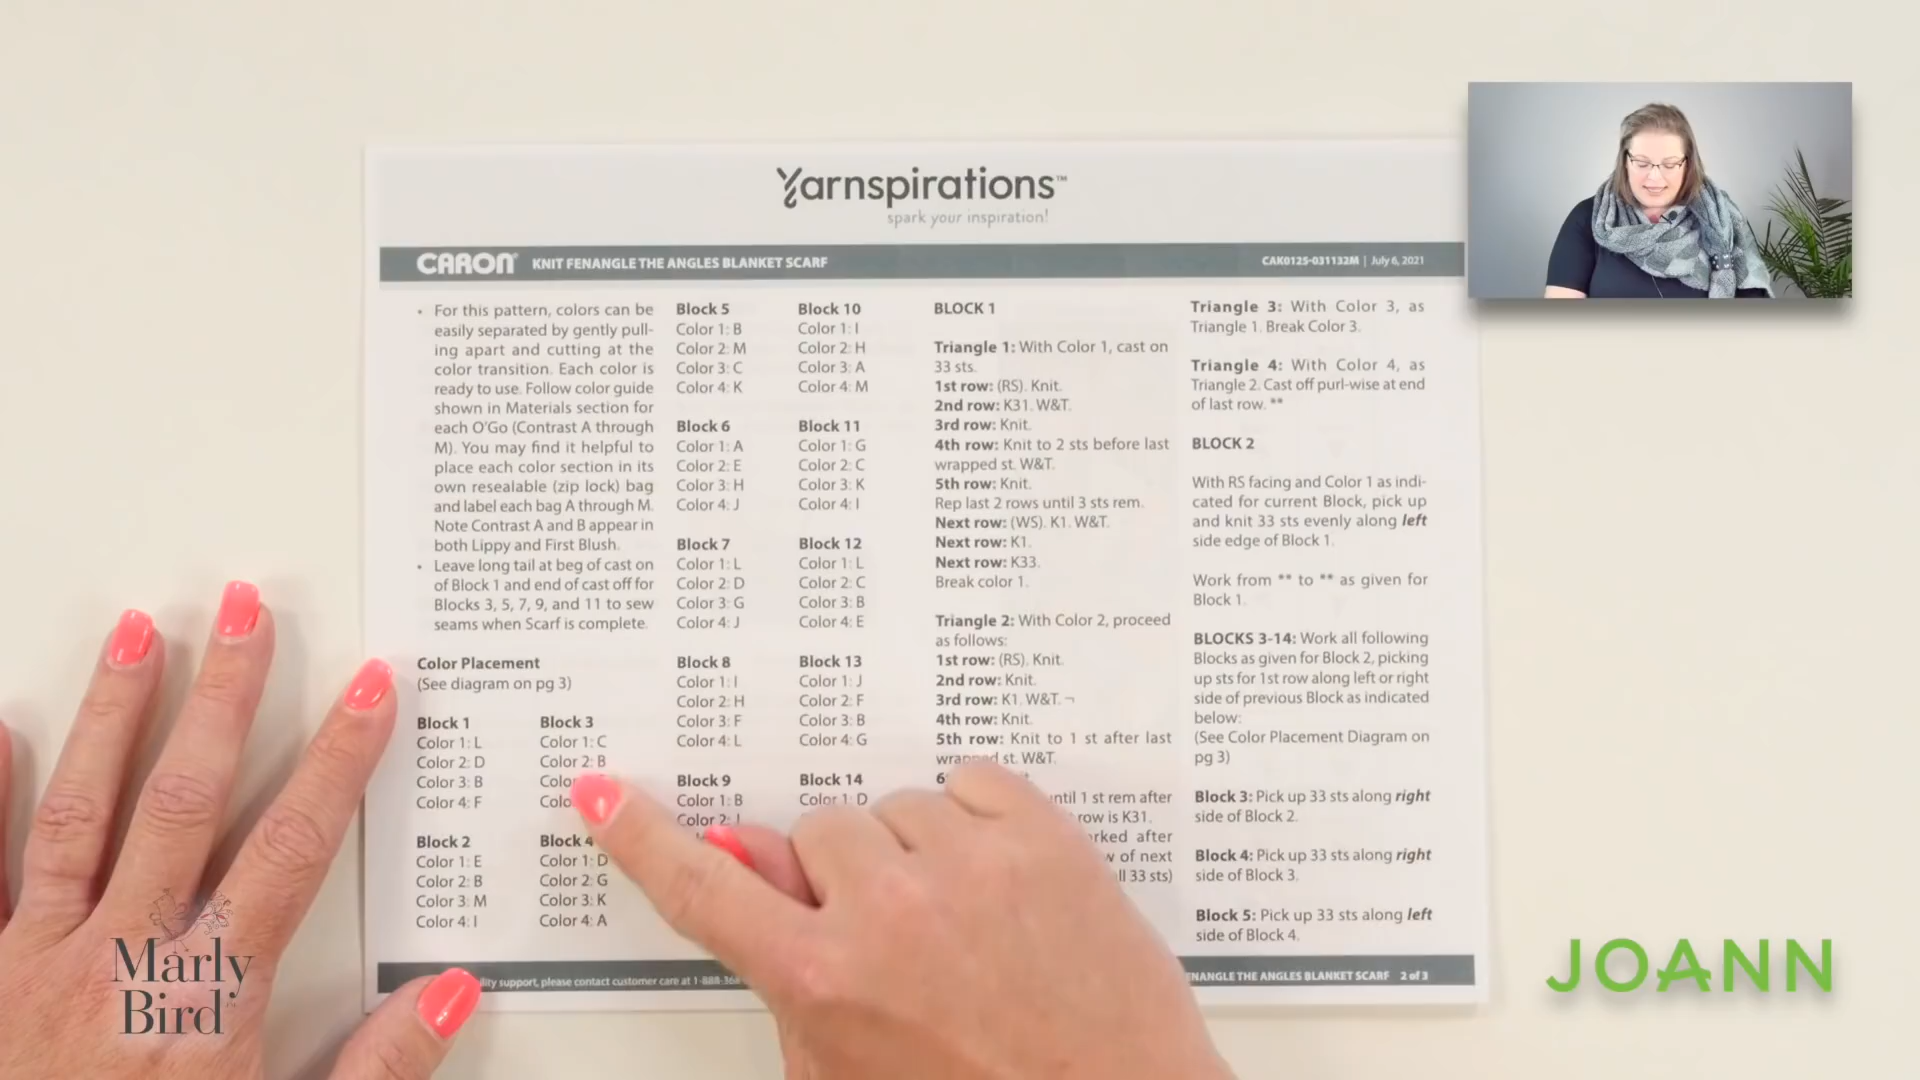 Yarnspirations™
spark your inspiration!
CARON® KNIT FENANGLE THE ANGLES BLANKET SCARF
CAK0125-031132M | July 6, 2021
• For this pattern, colors can be
easily separated by gently pull-
ing apart and cutting at the
color transition. Each color is
ready to use. Follow color guide
shown in Materials section for
each O'Go (Contrast A through
M). You may find it helpful to
place each color section in its
own resealable (zip lock) bag
and label each bag A through M.
Note Contrast A and B appear in
both Lippy and First Blush.
• Leave long tail at beg of cast on
of Block 1 and end of cast off for
Blocks 3, 5, 7, 9, and 11 to sew
seams when Scarf is complete.
Color Placement
(See diagram on pg 3)
Block 1
Color 1: L
Color 2: D
Color 3: B
Color 4: F
Block 2
Color 1: E
Color 2: B
Color 3: M
Color 4: I
Block 3
Color 1: C
Color 2: B
Block 4
Color 1: D
Color 2: G
Color 3: K
Color 4: A
Block 5
Color 1: B
Color 2: M
Color 3: C
Color 4: K
Block 6
Color 1: A
Color 2: E
Color 3: H
Color 4: J
Block 7
Color 1: L
Color 2: D
Color 3: G
Color 4: J
Block 8
Color 1: I
Color 2: H
Color 3: F
Color 4: L
Block 9
Color 1: B
Color 2:
Block 10
Color 1: I
Color 2: H
Color 3: A
Color 4: M
Block 11
Color 1: G
Color 2: C
Color 3: K
Color 4: I
Block 12
Color 1: L
Color 2: C
Color 3: B
Color 4: E
Block 13
Color 1: J
Color 2: F
Color 3: B
Color 4: G
Block 14
Color 1: D
BLOCK 1
Triangle 1: With Color 1, cast on
33 sts.
1st row: (RS). Knit.
2nd row: K31. W&T.
3rd row: Knit.
4th row: Knit to 2 sts before last
wrapped st. W&T.
5th row: Knit.
Rep last 2 rows until 3 sts rem.
Next row: (WS). K1. W&T.
Next row: K1.
Next row: K33.
Break color 1.
Triangle 2: With Color 2, proceed
as follows:
1st row: (RS). Knit.
2nd row: Knit.
3rd row: K1. W&T. ¬
4th row: Knit.
5th row: Knit to 1 st after last
wrapped st. W&T.
until 1 st rem after
row is K31.
after
of next
33 sts)
Triangle 3: With Color 3, as
Triangle 1. Break Color 3.
Triangle 4: With Color 4, as
Triangle 2. Cast off purl-wise at end
of last row. **
BLOCK 2
With RS facing and Color 1 as indi-
cated for current Block, pick up
and knit 33 sts evenly along left
side edge of Block 1.
Work from ** to ** as given for
Block 1.
BLOCKS 3-14: Work all following
Blocks as given for Block 2, picking
up sts for 1st row along left or right
side of previous Block as indicated
below:
(See Color Placement Diagram on
pg 3)
Block 3: Pick up 33 sts along right
side of Block 2.
Block 4: Pick up 33 sts along right
side of Block 3.
Block 5: Pick up 33 sts along left
side of Block 4.
support, please contact customer care at 1-888-
THE ANGLES BLANKET SCARF 2 of 3
Marly
Bird™
JOANN